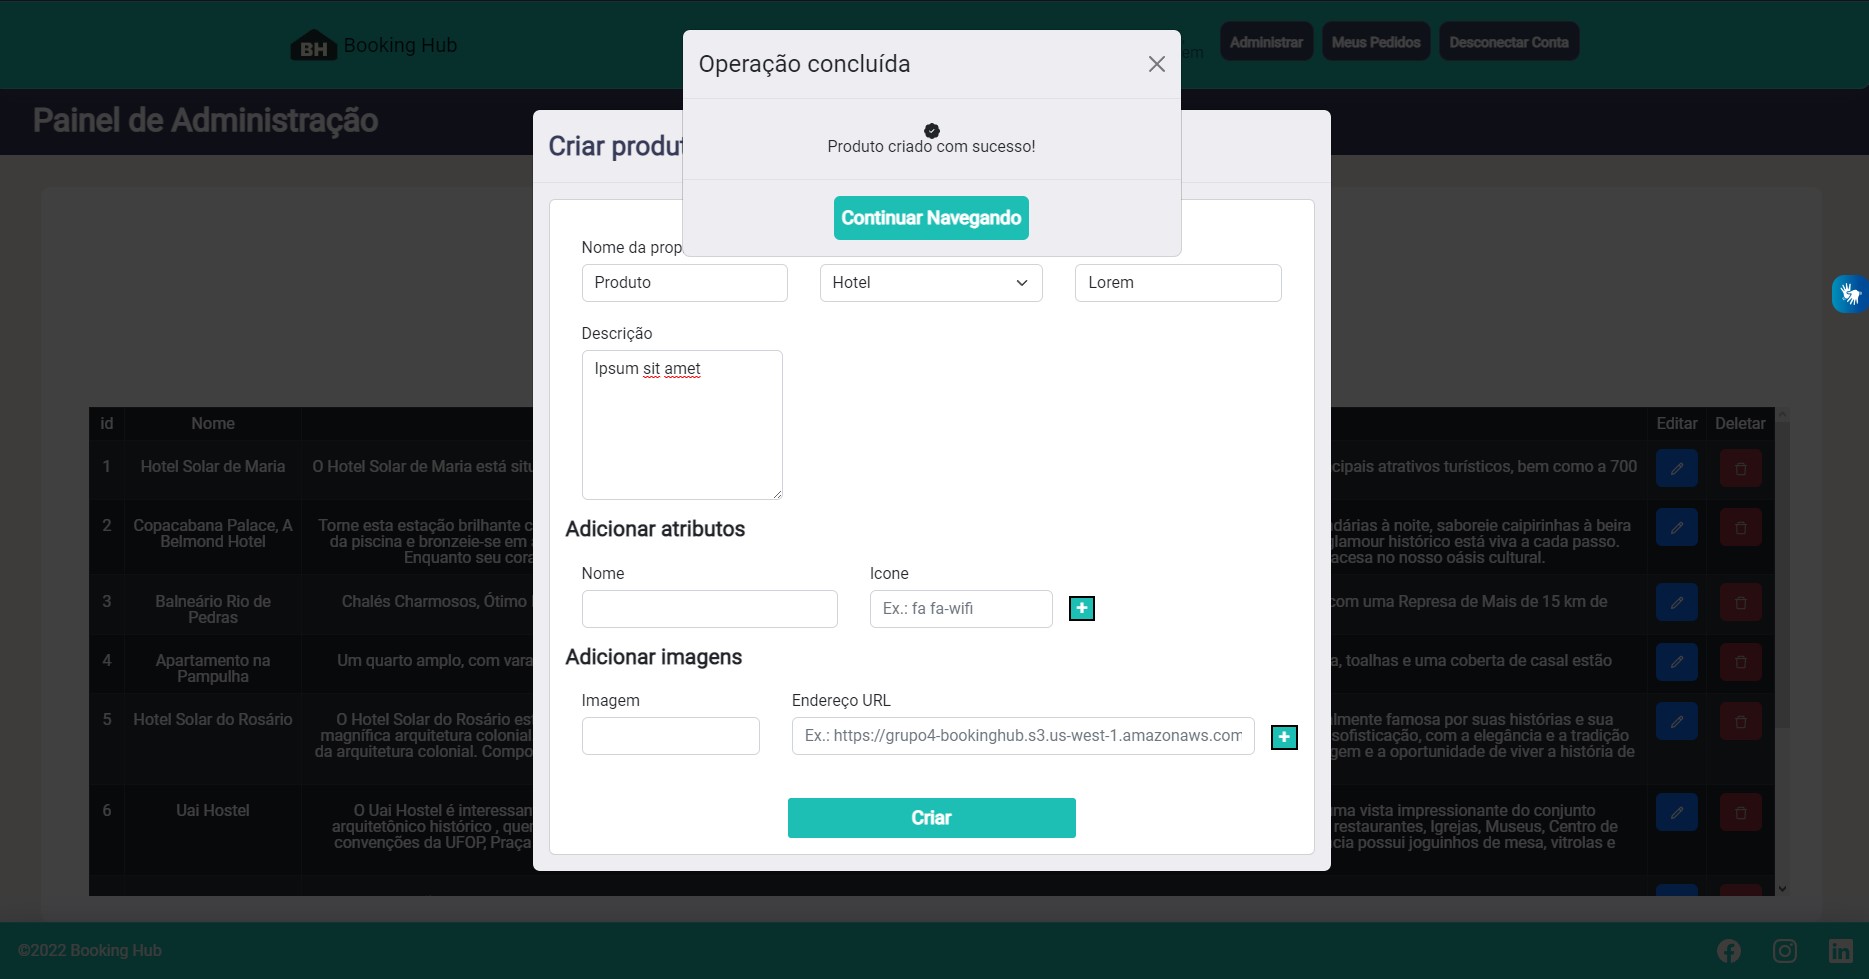 BH Booking Hub
em
Administrar
Meus Pedidos
Desconectar Conta
Operação concluída
Produto criado com sucesso!
Continuar Navegando
Painel de Administração
Criar produt
Nome da prop
Produto
Hotel
Lorem
Descrição
Ipsum sit amet
Adicionar atributos
Nome
Icone
Ex.: fa fa-wifi
Adicionar imagens
Imagem
Endereço URL
Ex.: https://grupo4-bookinghub.s3.us-west-1.amazonaws.com
Criar
id
Nome
Editar
Deletar
1
Hotel Solar de Maria
O Hotel Solar de Maria está situ
cipais atrativos turísticos, bem como a 700
2
Copacabana Palace, A
Belmond Hotel
Torne esta estação brilhante c
da piscina e bronzeie-se em
Enquanto seu cora
dárias à noite, saboreie caipirinhas à beira
glamour histórico está viva a cada passo.
acesa no nosso oásis cultural.
3
Balneário Rio de
Pedras
Chalés Charmosos, Ótimo
com uma Represa de Mais de 15 km de
4
Apartamento na
Pampulha
Um quarto amplo, com vara
a, toalhas e uma coberta de casal estão
5
Hotel Solar do Rosário
O Hotel Solar do Rosário est
magnífica arquitetura colonial
da arquitetura colonial. Compo
lmente famosa por suas histórias e sua
sofisticação, com a elegância e a tradição
gem e a oportunidade de viver a história de
6
Uai Hostel
O Uai Hostel é interessan
arquitetônico histórico , quer
convenções da UFOP, Praça
ma vista impressionante do conjunto
restaurantes, Igrejas, Museus, Centro de
cia possui joguinhos de mesa, vitrolas e
©2022 Booking Hub